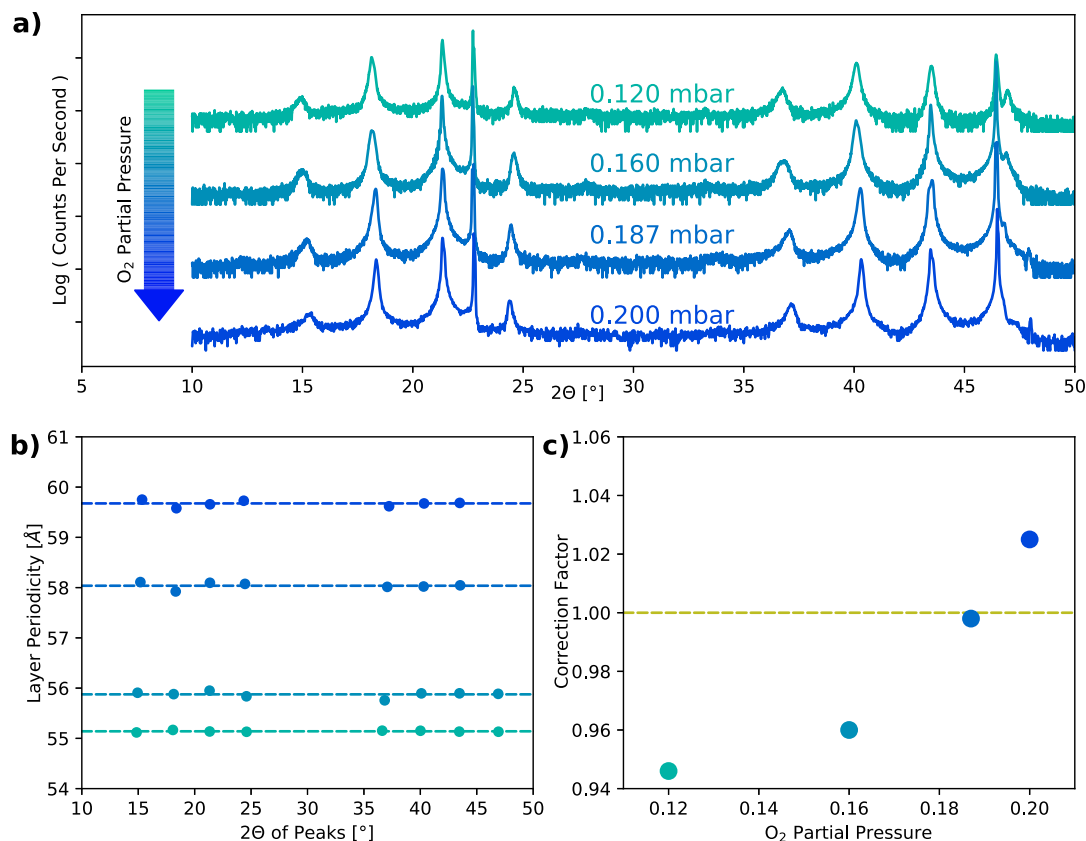 a)
Log ( Counts Per Second )
O₂ Partial Pressure
0.120 mbar
0.160 mbar
0.187 mbar
0.200 mbar
5 10 15 20 25 30 35 40 45 50
2Θ [°]
b)
Layer Periodicity [Å]
61
60
59
58
57
56
55
54
10 15 20 25 30 35 40 45 50
2Θ of Peaks [°]
c)
Correction Factor
1.06
1.04
1.02
1.00
0.98
0.96
0.94
0.12 0.14 0.16 0.18 0.20
O₂ Partial Pressure